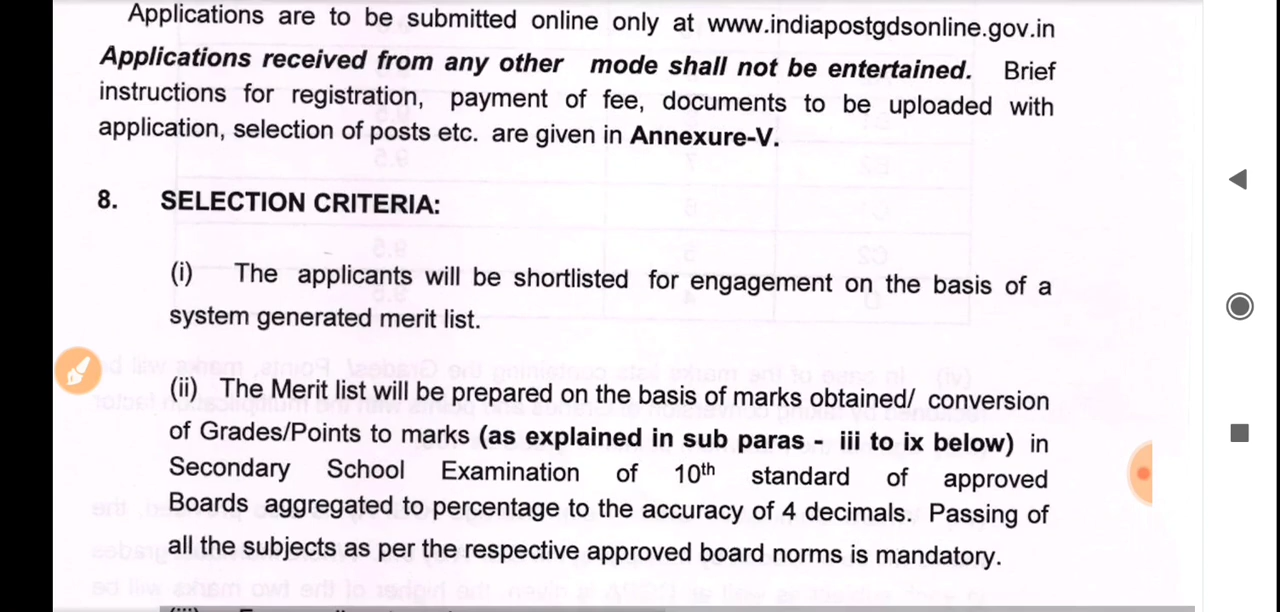 Applications are to be submitted online only at www.indiapostgdsonline.gov.in
Applications received from any other mode shall not be entertained. Brief
instructions for registration, payment of fee, documents to be uploaded with
application, selection of posts etc. are given in Annexure-V.
8. SELECTION CRITERIA:
(i) The applicants will be shortlisted for engagement on the basis of a
system generated merit list.
(ii) The Merit list will be prepared on the basis of marks obtained/ conversion
of Grades/Points to marks (as explained in sub paras - iii to ix below) in
Secondary School Examination of 10th standard of approved
Boards aggregated to percentage to the accuracy of 4 decimals. Passing of
all the subjects as per the respective approved board norms is mandatory.